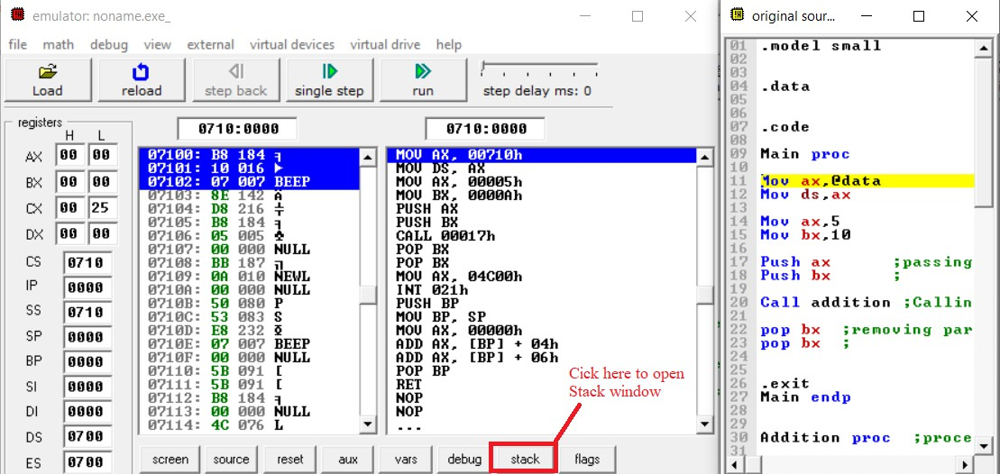 emulator: noname.exe_
file math debug view external virtual devices virtual drive help
Load reload step back single step run step delay ms: 0
registers
H L
AX 00 00
BX 00 00
CX 00 25
DX 00 00
CS 0710
IP 0000
SS 0710
SP 0000
BP 0000
SI 0000
DI 0000
DS 0700
ES 0700
0710:0000
07100: B8 184 ╕
07101: 10 016 ►
07102: 07 007 BEEP
07103: 8E 142 Ä
07104: D8 216 ╪
07105: B8 184 ╕
07106: 05 005 ♣
07107: 00 000 NULL
07108: BB 187 ╗
07109: 0A 010 NEWL
0710A: 00 000 NULL
0710B: 50 080 P
0710C: 53 083 S
0710D: E8 232 Φ
0710E: 07 007 BEEP
0710F: 00 000 NULL
07110: 5B 091 [
07111: 5B 091 [
07112: B8 184 ╕
07113: 00 000 NULL
07114: 4C 076 L
0710:0000
MOV AX, 00710h
MOV DS, AX
MOV AX, 00005h
MOV BX, 0000Ah
PUSH AX
PUSH BX
CALL 00017h
POP BX
POP BX
MOV AX, 04C00h
INT 021h
PUSH BP
MOV BP, SP
MOV AX, 00000h
ADD AX, [BP] + 04h
ADD AX, [BP] + 06h
POP BP
RET
NOP
NOP
...
Cick here to open
Stack window
screen source reset aux vars debug stack flags
original sour...
01 .model small
02
03
04 .data
05
06
07 .code
08
09 Main proc
10
11 Mov ax,@data
12 Mov ds,ax
13
14 Mov ax,5
15 Mov bx,10
16
17 Push ax ;passing
18 Push bx ;
19
20 Call addition ;Callin
21
22 pop bx ;removing par
23 pop bx ;
24
25
26 .exit
27 Main endp
28
29
30 Addition proc ;proce
31